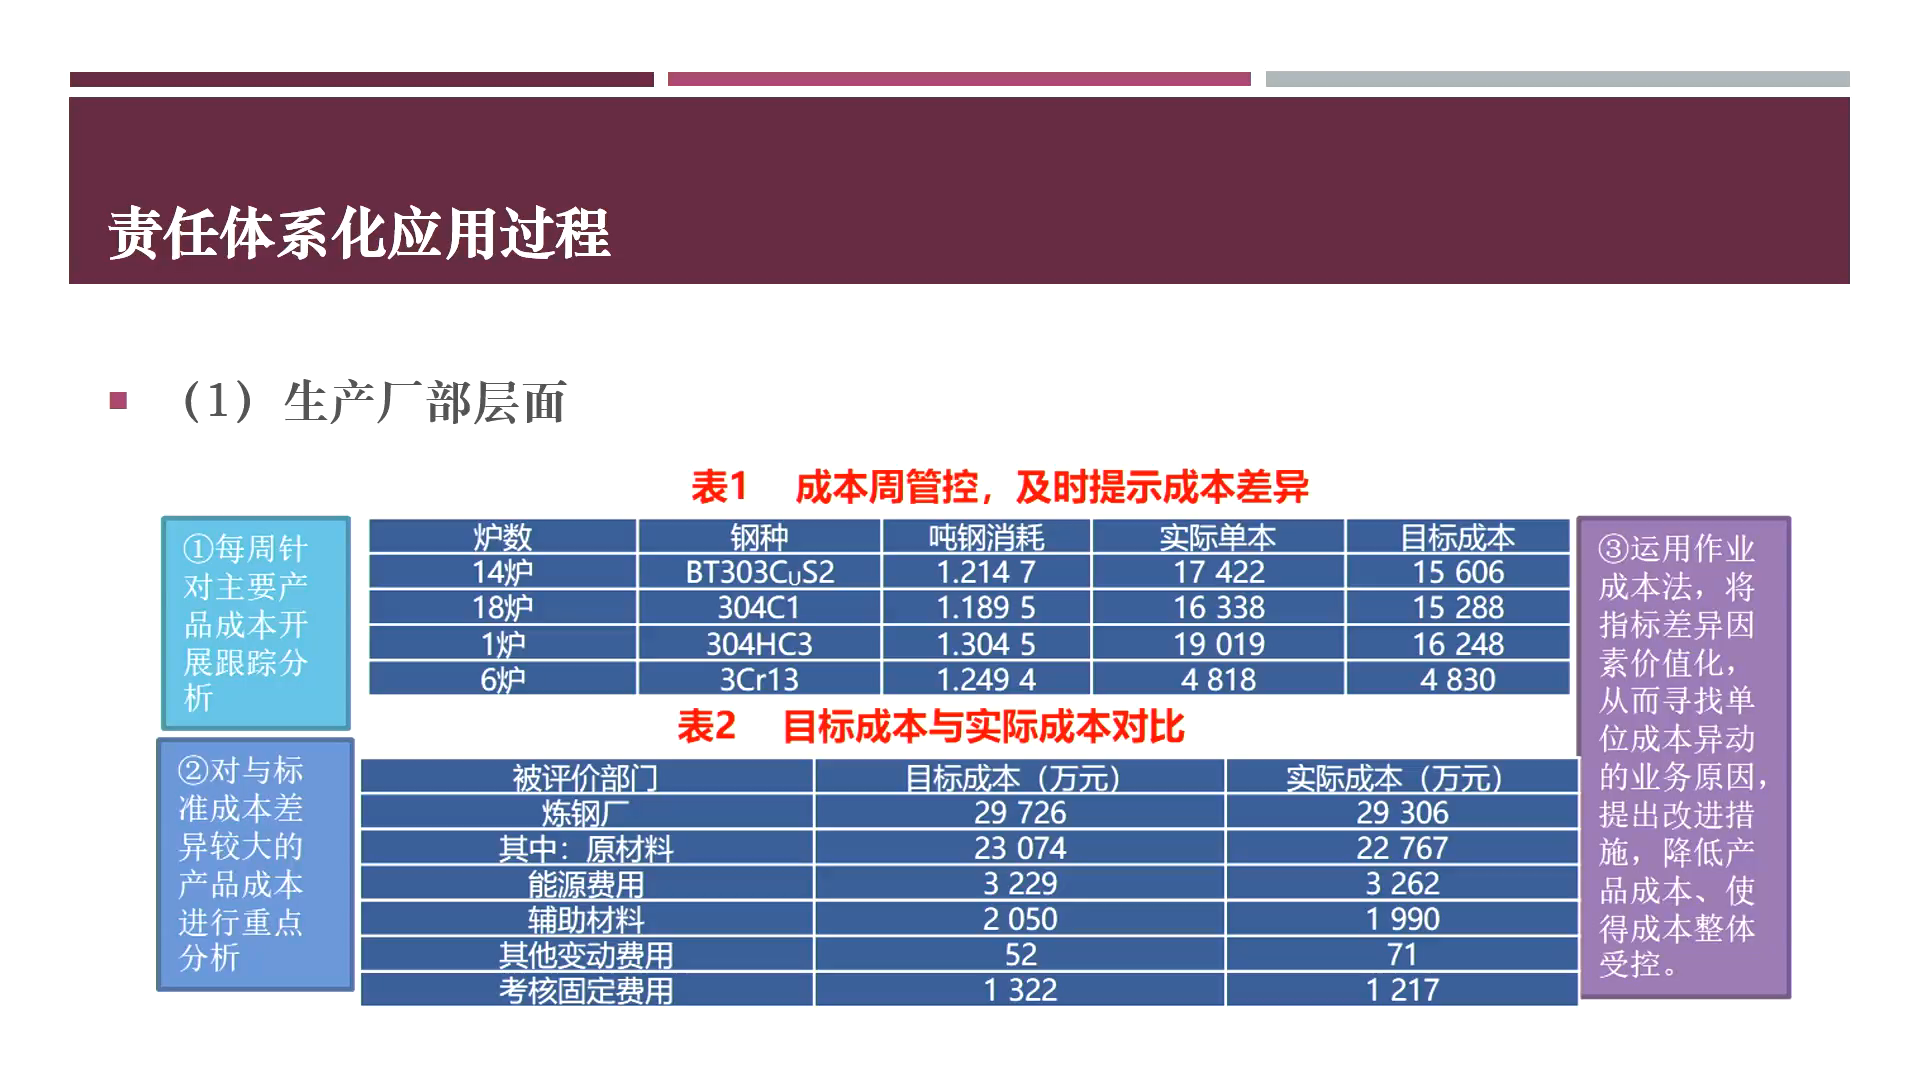 责任体系化应用过程
（1）生产厂部层面
表1 成本周管控，及时提示成本差异
①每周针
对主要产
品成本开
展跟踪分
析
炉数 钢种 吨钢消耗 实际单本 目标成本
14炉 BT303CUS2 1.214 7 17 422 15 606
18炉 304C1 1.189 5 16 338 15 288
1炉 304HC3 1.304 5 19 019 16 248
6炉 3Cr13 1.249 4 4 818 4 830
表2 目标成本与实际成本对比
②对与标
准成本差
异较大的
产品成本
进行重点
分析
被评价部门 目标成本（万元） 实际成本（万元）
炼钢厂 29 726 29 306
其中：原材料 23 074 22 767
能源费用 3 229 3 262
辅助材料 2 050 1 990
其他变动费用 52 71
考核固定费用 1 322 1 217
③运用作业
成本法，将
指标差异因
素价值化，
从而寻找单
位成本异动
的业务原因，
提出改进措
施，降低产
品成本、使
得成本整体
受控。